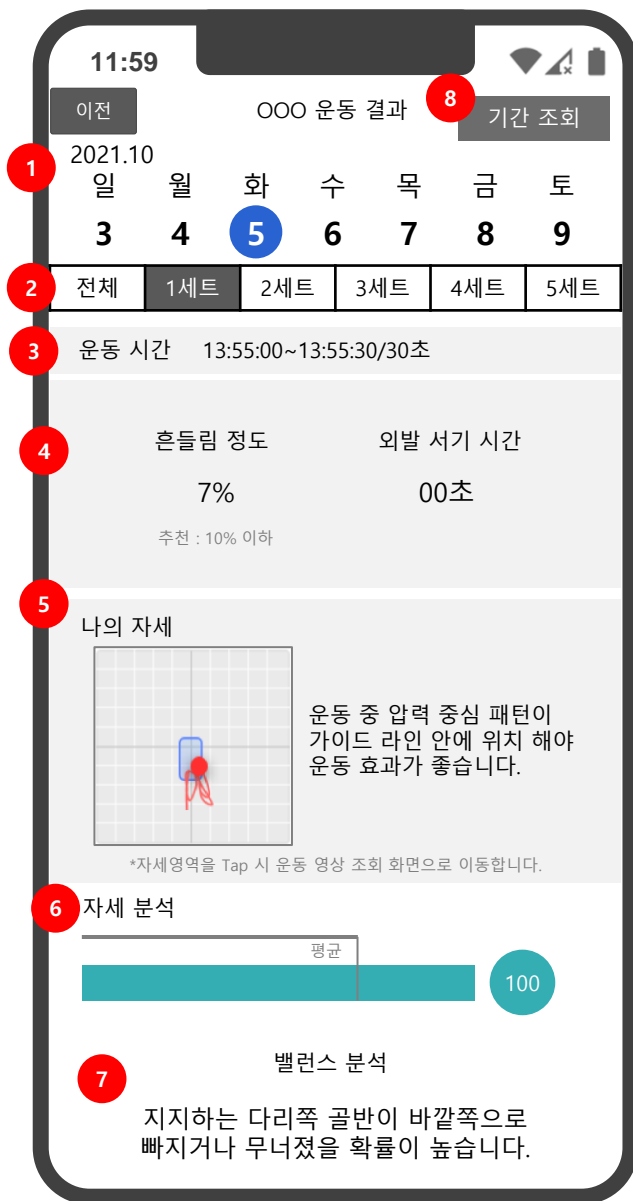 11:59
이전
OOO 운동 결과
8
기간 조회
1
2021.10
일 월 화 수 목 금 토
3 4 5 6 7 8 9
2
전체 1세트 2세트 3세트 4세트 5세트
3
운동 시간 13:55:00~13:55:30/30초
4
흔들림 정도 외발 서기 시간
7% 00초
추천 : 10% 이하
5
나의 자세
운동 중 압력 중심 패턴이
가이드 라인 안에 위치 해야
운동 효과가 좋습니다.
*자세영역을 Tap 시 운동 영상 조회 화면으로 이동합니다.
6
자세 분석
평균
100
7
밸런스 분석
지지하는 다리쪽 골반이 바깥쪽으로
빠지거나 무너졌을 확률이 높습니다.